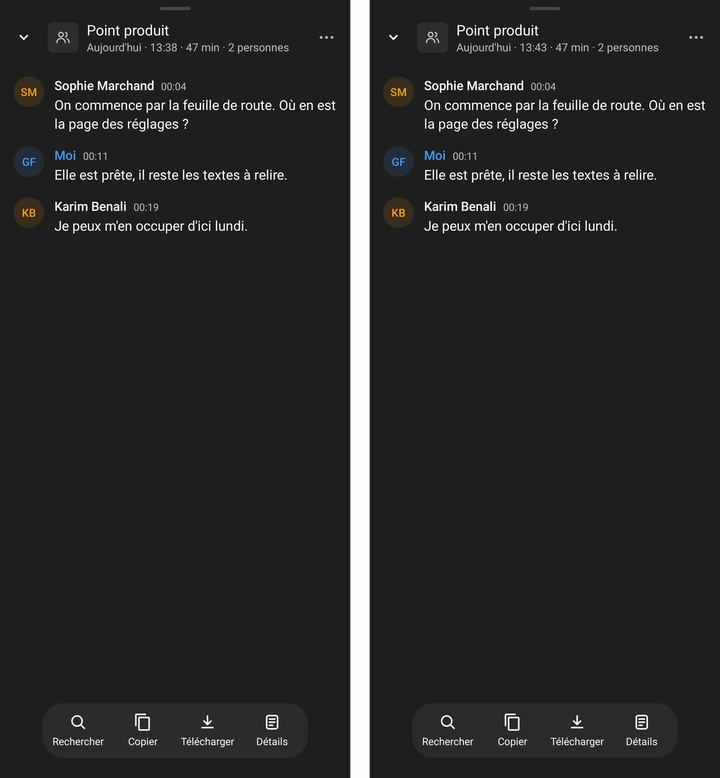 Point produit
Aujourd'hui · 13:38 · 47 min · 2 personnes
SM
Sophie Marchand 00:04
On commence par la feuille de route. Où en est
la page des réglages ?
GF
Moi 00:11
Elle est prête, il reste les textes à relire.
KB
Karim Benali 00:19
Je peux m'en occuper d'ici lundi.
Rechercher Copier Télécharger Détails
Point produit
Aujourd'hui · 13:43 · 47 min · 2 personnes
SM
Sophie Marchand 00:04
On commence par la feuille de route. Où en est
la page des réglages ?
GF
Moi 00:11
Elle est prête, il reste les textes à relire.
KB
Karim Benali 00:19
Je peux m'en occuper d'ici lundi.
Rechercher Copier Télécharger Détails